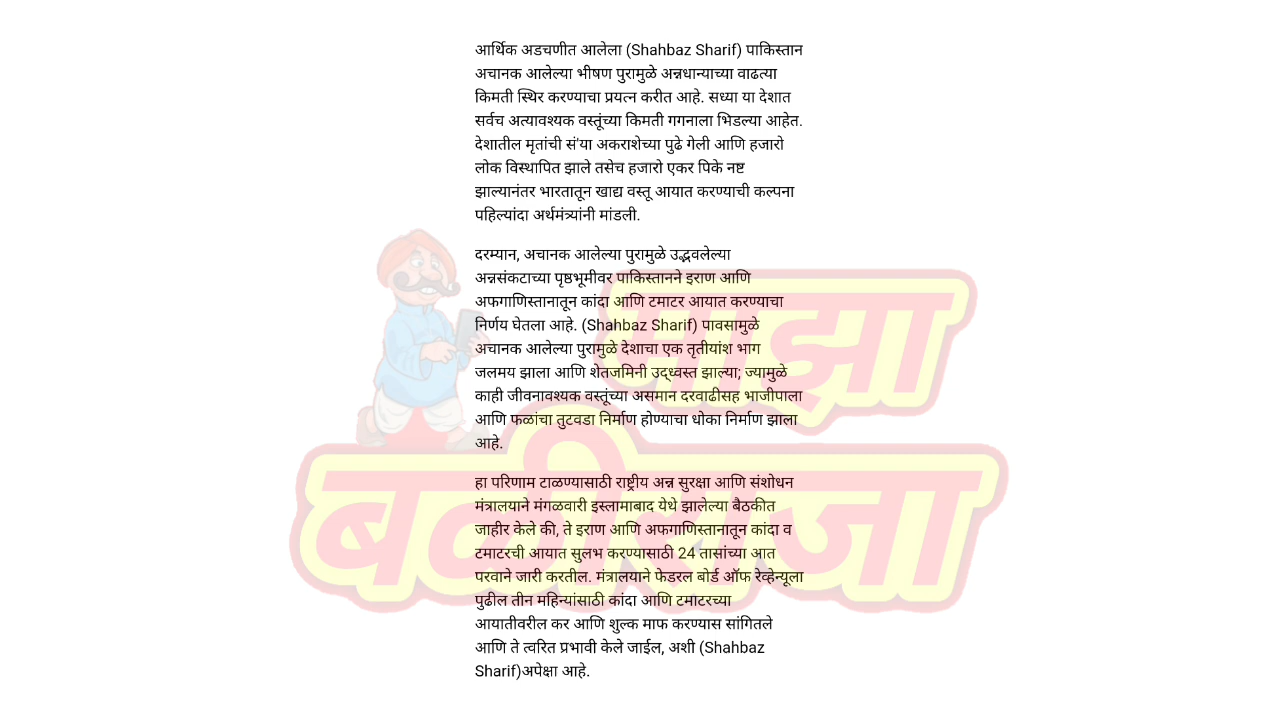 आर्थिक अडचणीत आलेला (Shahbaz Sharif) पाकिस्तान
अचानक आलेल्या भीषण पुरामुळे अन्नधान्याच्या वाढत्या
किमती स्थिर करण्याचा प्रयत्न करीत आहे. सध्या या देशात
सर्वच अत्यावश्यक वस्तूंच्या किमती गगनाला भिडल्या आहेत.
देशातील मृतांची सं'या अकराशेच्या पुढे गेली आणि हजारो
लोक विस्थापित झाले तसेच हजारो एकर पिके नष्ट
झाल्यानंतर भारतातून खाद्य वस्तू आयात करण्याची कल्पना
पहिल्यांदा अर्थमंत्र्यांनी मांडली.
दरम्यान, अचानक आलेल्या पुरामुळे उद्भवलेल्या
अन्नसंकटाच्या पृष्ठभूमीवर पाकिस्तानने इराण आणि
अफगाणिस्तानातून कांदा आणि टमाटर आयात करण्याचा
निर्णय घेतला आहे. (Shahbaz Sharif) पावसामुळे
अचानक आलेल्या पुरामुळे देशाचा एक तृतीयांश भाग
जलमय झाला आणि शेतजमिनी उद्ध्वस्त झाल्या; ज्यामुळे
काही जीवनावश्यक वस्तूंच्या असमान दरवाढीसह भाजीपाला
आणि फळांचा तुटवडा निर्माण होण्याचा धोका निर्माण झाला
आहे.
हा परिणाम टाळण्यासाठी राष्ट्रीय अन्न सुरक्षा आणि संशोधन
मंत्रालयाने मंगळवारी इस्लामाबाद येथे झालेल्या बैठकीत
जाहीर केले की, ते इराण आणि अफगाणिस्तानातून कांदा व
टमाटरची आयात सुलभ करण्यासाठी 24 तासांच्या आत
परवाने जारी करतील. मंत्रालयाने फेडरल बोर्ड ऑफ रेव्हेन्यूला
पुढील तीन महिन्यांसाठी कांदा आणि टमाटरच्या
आयातीवरील कर आणि शुल्क माफ करण्यास सांगितले
आणि ते त्वरित प्रभावी केले जाईल, अशी (Shahbaz
Sharif)अपेक्षा आहे.
माझा
बळीराजा